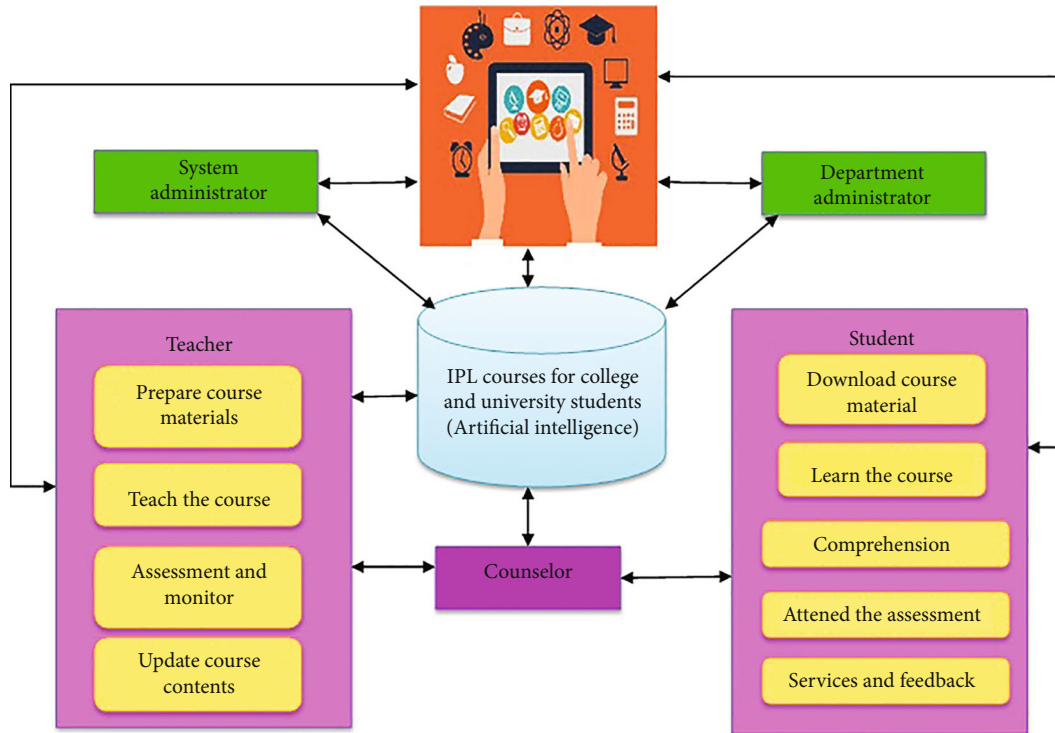 System
administrator
Department
administrator
Teacher
Prepare course
materials
Teach the course
Assessment and
monitor
Update course
contents
IPL courses for college
and university students
(Artificial intelligence)
Counselor
Student
Download course
material
Learn the course
Comprehension
Attened the assessment
Services and feedback